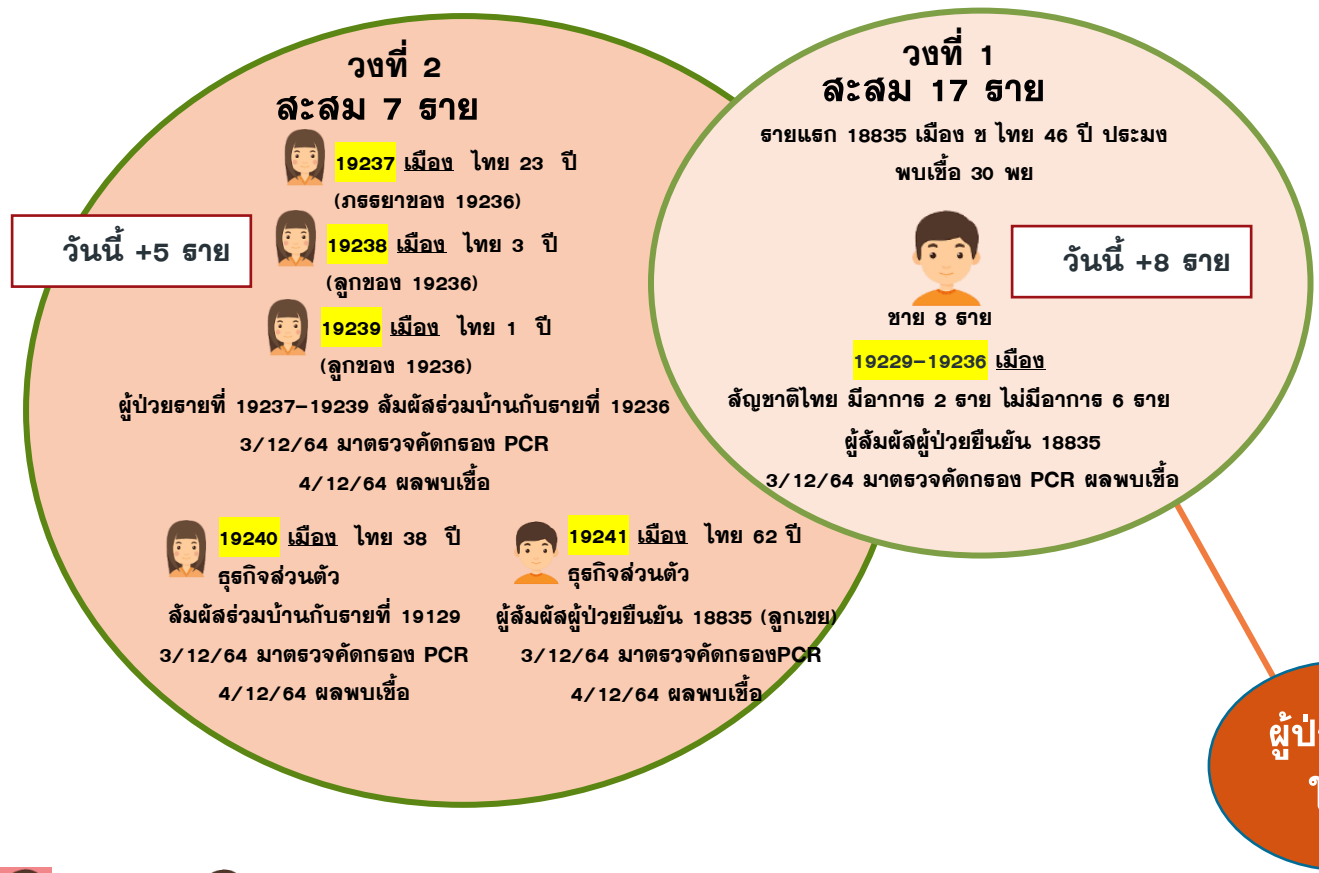 วงที่ 2
สะสม 7 ราย
19237 เมือง ไทย 23 ปี
(ภรรยาของ 19236)
19238 เมือง ไทย 3 ปี
(ลูกของ 19236)
19239 เมือง ไทย 1 ปี
(ลูกของ 19236)
วันนี้ +5 ราย
ผู้ป่วยรายที่ 19237–19239 สัมผัสร่วมบ้านกับรายที่ 19236
3/12/64 มาตรวจคัดกรอง PCR
4/12/64 ผลพบเชื้อ
19240 เมือง ไทย 38 ปี
ธุรกิจส่วนตัว
สัมผัสร่วมบ้านกับรายที่ 19129
3/12/64 มาตรวจคัดกรอง PCR
4/12/64 ผลพบเชื้อ
19241 เมือง ไทย 62 ปี
ธุรกิจส่วนตัว
ผู้สัมผัสผู้ป่วยยืนยัน 18835 (ลูกเขย)
3/12/64 มาตรวจคัดกรองPCR
4/12/64 ผลพบเชื้อ
วงที่ 1
สะสม 17 ราย
รายแรก 18835 เมือง ช ไทย 46 ปี ประมง
พบเชื้อ 30 พย
วันนี้ +8 ราย
ชาย 8 ราย
19229–19236 เมือง
สัญชาติไทย มีอาการ 2 ราย ไม่มีอาการ 6 ราย
ผู้สัมผัสผู้ป่วยยืนยัน 18835
3/12/64 มาตรวจคัดกรอง PCR ผลพบเชื้อ